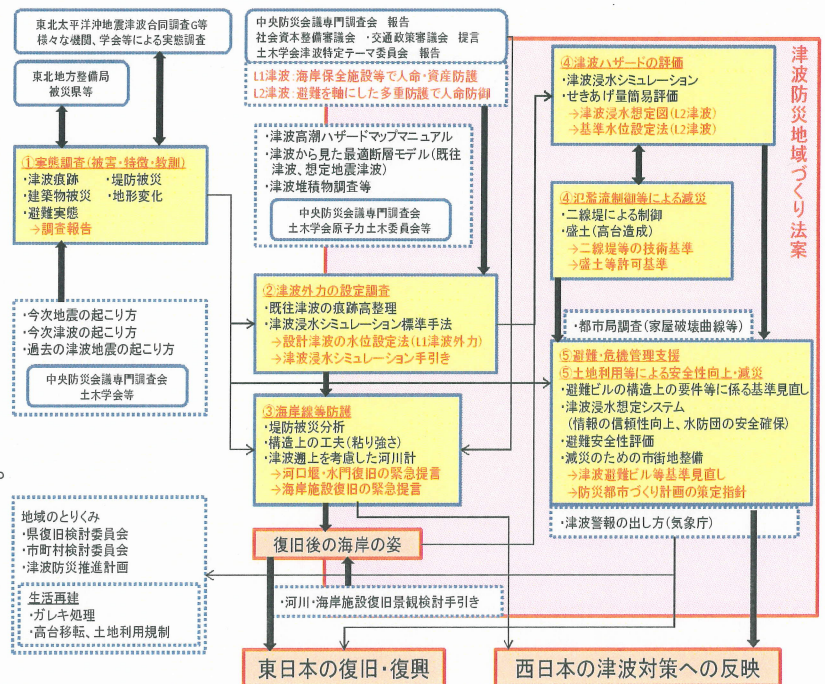 東北太平洋沖地震津波合同調査G等
様々な機関、学会等による実態調査
東北地方整備局
被災県等
①実態調査(被害・特徴・教訓)
・津波痕跡　・堤防被災
・建築物被災　・地形変化
・避難実態
→調査報告
・今次地震の起こり方
・今次津波の起こり方
・過去の津波地震の起こり方
中央防災会議専門調査会
土木学会等
中央防災会議専門調査会　報告
社会資本整備審議会　・交通政策審議会　提言
土木学会津波特定テーマ委員会　報告
L1津波:海岸保全施設等で人命・資産防護
L2津波:避難を軸にした多重防護で人命防御
・津波高潮ハザードマップマニュアル
・津波から見た最適断層モデル(既往
津波、想定地震津波)
・津波堆積物調査等
中央防災会議専門調査会
土木学会原子力土木委員会等
②津波外力の設定調査
・既往津波の痕跡高整理
・津波浸水シミュレーション標準手法
→設計津波の水位設定法(L1津波外力)
→津波浸水シミュレーション手引き
③海岸線等防護
・堤防被災分析
・構造上の工夫(粘り強さ)
・津波遡上を考慮した河川計
→河口堰・水門復旧の緊急提言
→海岸施設復旧の緊急提言
復旧後の海岸の姿
・河川・海岸施設復旧景観検討手引き
④津波ハザードの評価
・津波浸水シミュレーション
・せきあげ量簡易評価
→津波浸水想定図(L2津波)
→基準水位設定法(L2津波)
④氾濫流制御等による減災
・二線堤による制御
・盛土(高台造成)
→二線堤等の技術基準
→盛土等許可基準
・都市局調査(家屋破壊曲線等)
⑤避難・危機管理支援
⑤土地利用等による安全性向上・減災
・避難ビルの構造上の要件等に係る基準見直し
・津波浸水想定システム
(情報の信頼性向上、水防団の安全確保)
・避難安全性評価
・減災のための市街地整備
→津波避難ビル等基準見直し
→防災都市づくり計画の策定指針
・津波警報の出し方(気象庁)
津波防災地域づくり法案
地域のとりくみ
・県復旧検討委員会
・市町村検討委員会
・津波防災推進計画
生活再建
・ガレキ処理
・高台移転、土地利用規制
東日本の復旧・復興
西日本の津波対策への反映